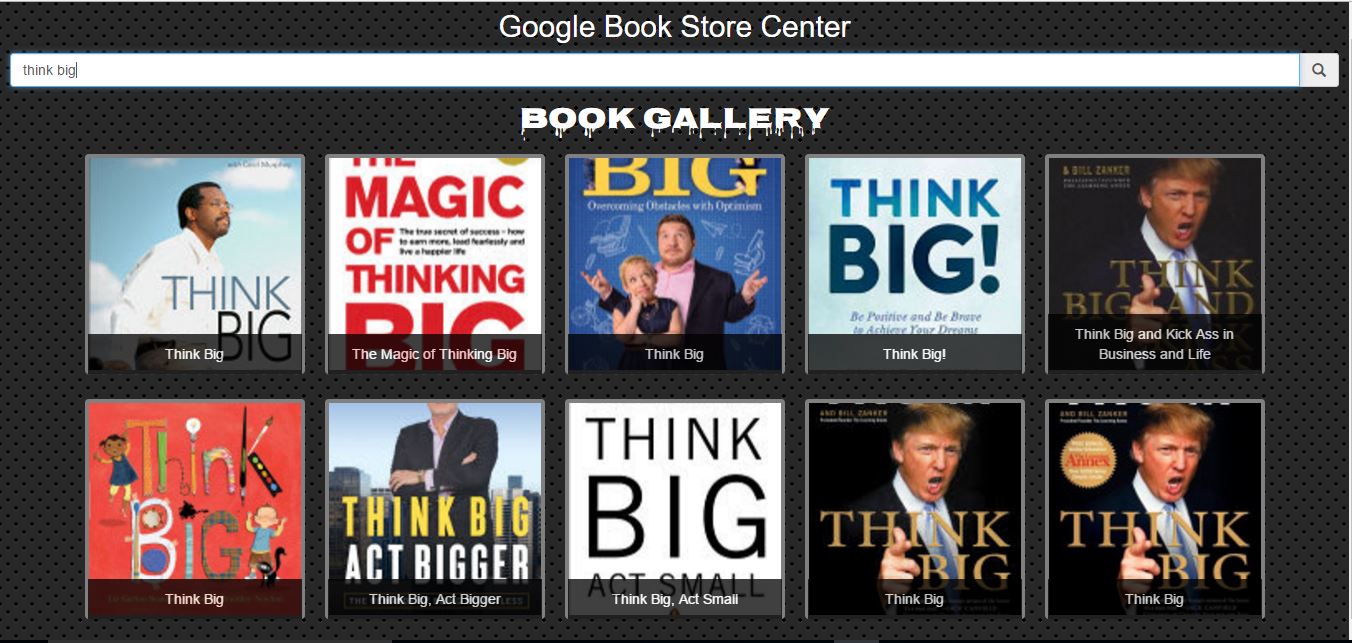 Google Book Store Center
think big
BOOK GALLERY
THINK
BIG
Think Big
THE
MAGIC
OF
The true secret of success – how
to earn more, lead fearlessly and
live a happier life
THINKING
BIG
The Magic of Thinking Big
BIG
Overcoming Obstacles with Optimism
Think Big
THINK
BIG!
Be Positive and Be Brave
to Achieve Your Dreams
Think Big!
& BILL ZANKER
THINK
BIG AND
KICK
ASS
Think Big and Kick Ass in
Business and Life
Think
BIG
Think Big
THINK BIG
ACT BIGGER
Think Big, Act Bigger
THINK
BIG
ACT SMALL
Think Big, Act Small
AND BILL ZANKER
THINK
BIG
Think Big
AND BILL ZANKER
Annex
THINK
BIG
Think Big